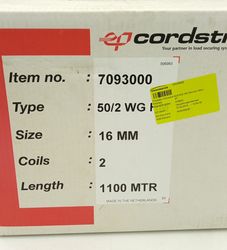 cordstr
Your partner in load securing sy
Item no. : 7093000
Type : 50/2 WG
Size : 16 MM
Coils : 2
Length : 1100 MTR
MADE IN THE NETHERLANDS